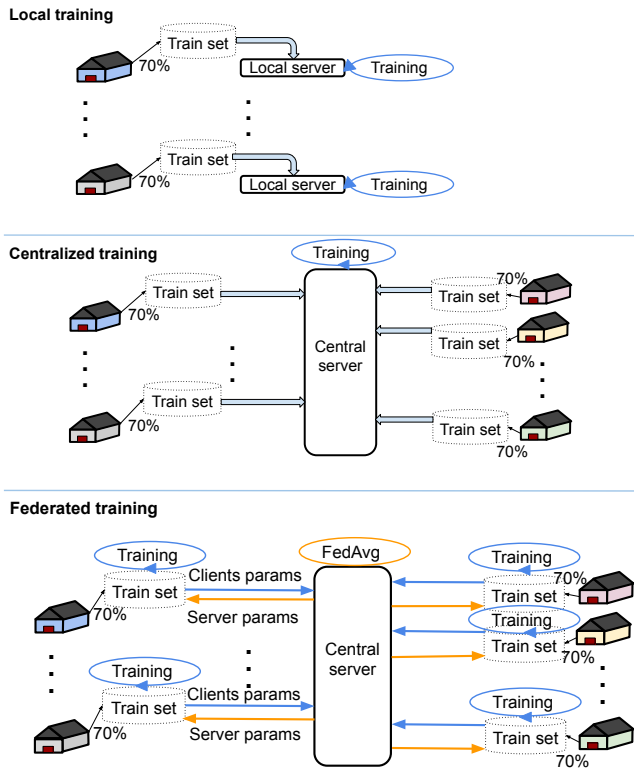 Local training
Train set
70%
Local server
Training
Train set
70%
Local server
Training
Centralized training
Training
Train set
70%
Central
server
70%
Train set
Train set
70%
Train set
70%
Train set
70%
Federated training
Training
Train set
70%
Clients params
Server params
FedAvg
Central
server
Training
70%
Train set
Training
Train set
70%
Training
Train set
70%
Clients params
Server params
Training
Train set
70%